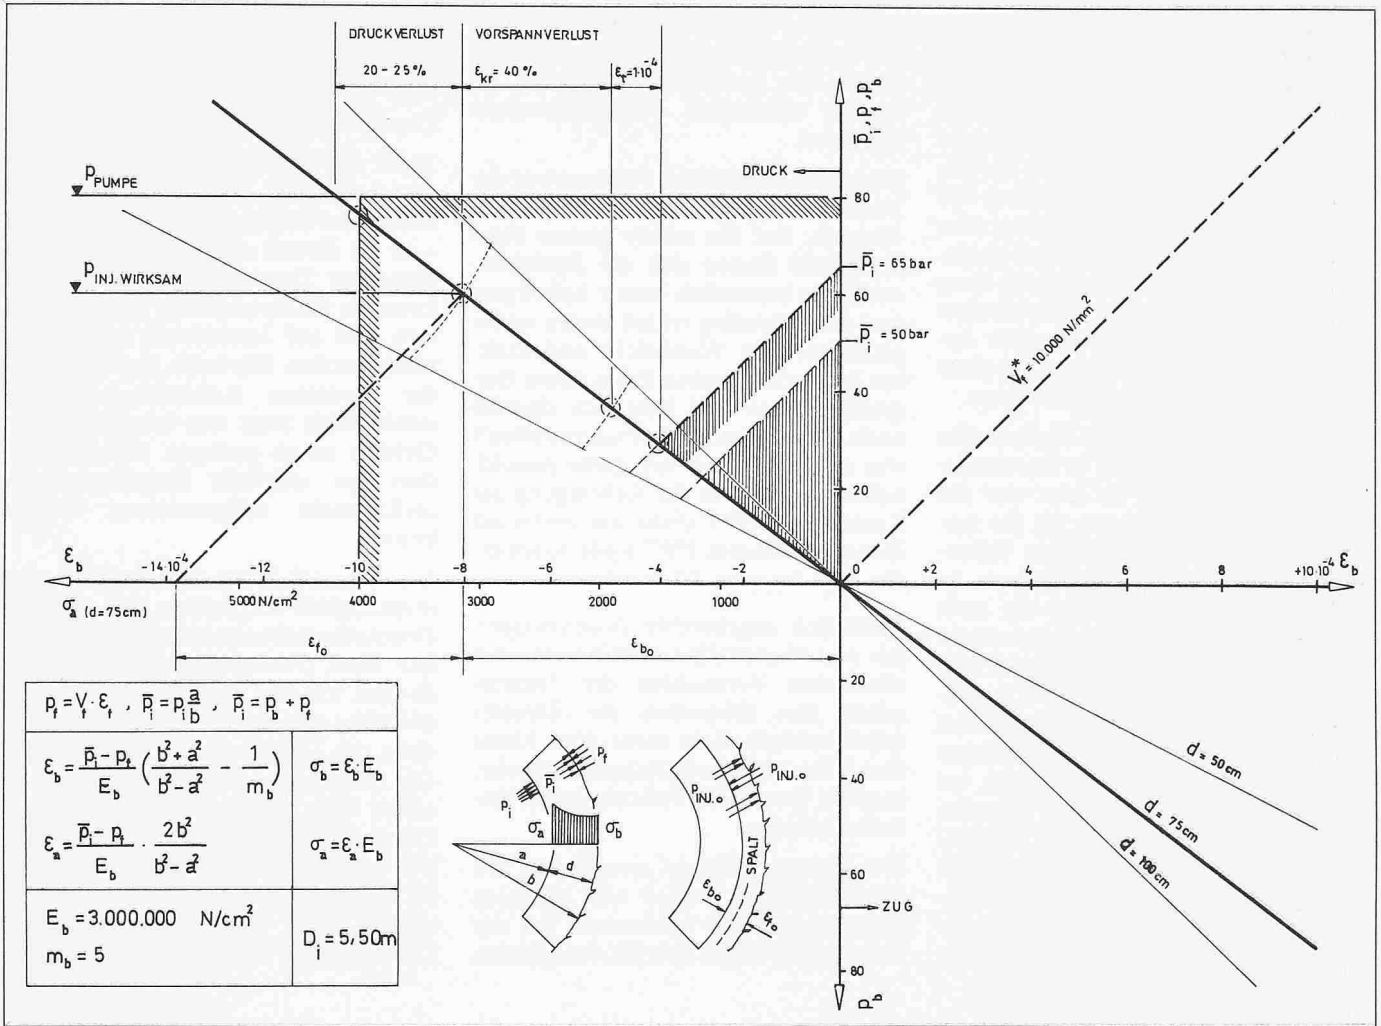 DRUCKVERLUST VORSPANNVERLUST
20 - 25% ε_kr = 40 % ε_τ=1·10^-4
p̄_i, p_f, p_b
DRUCK
p_PUMPE
80
p̄_i = 65 bar
p_INJ. WIRKSAM
60
p̄_i = 50 bar
V_f* = 10.000 N/mm²
40
20
ε_b -14·10^-4 -12 -10 -8 -6 -4 -2 0 +2 4 6 8 +10·10^-4 ε_b
σ_a (d=75cm) 5000 N/cm² 4000 3000 2000 1000
ε_fo ε_bo
20
p_f = V_f · ε_f , p̄_i = p_i a/b , p̄_i = p_b + p_f
ε_b = (p̄_i - p_f)/E_b ((b² + a²)/(b² - a²) - 1/m_b) σ_b = ε_b · E_b
ε_a = (p̄_i - p_f)/E_b · 2b²/(b² - a²) σ_a = ε_a · E_b
E_b = 3.000.000 N/cm²
m_b = 5
D_i = 5,50m
p_f
p̄_i
p_i
σ_a σ_b
a
d
b
p_INJ.o
p_INJ.o
SPALT
ε_bo
ε_fo
d = 50cm
40
d = 75cm
d = 100cm
60
ZUG
80
p_b